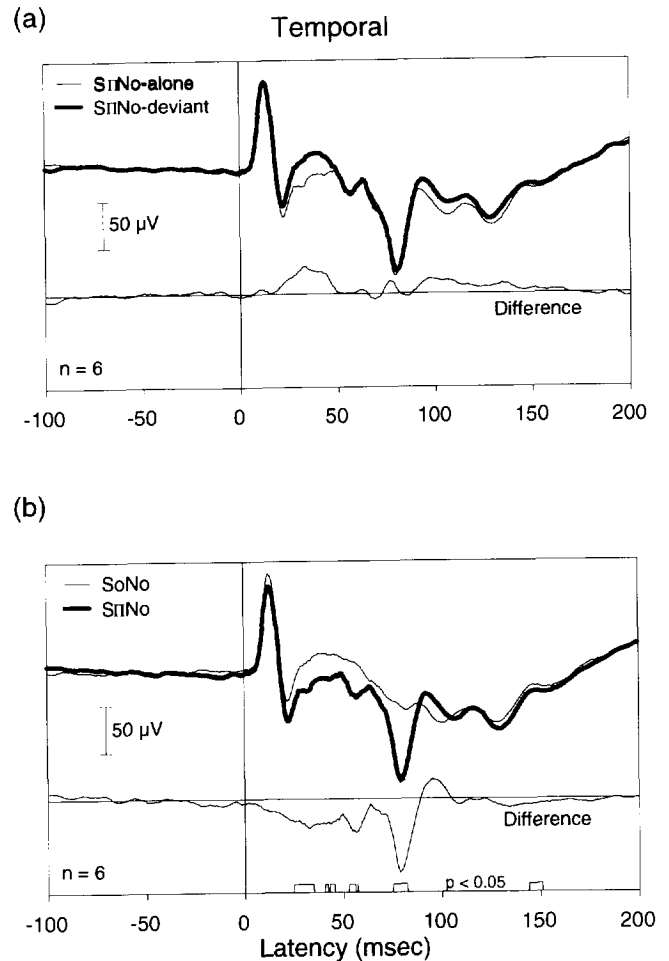 (a)
Temporal
SΠNo-alone
SΠNo-deviant
50 µV
Difference
n = 6
-100 -50 0 50 100 150 200
(b)
SoNo
SΠNo
50 µV
Difference
n = 6
p < 0.05
-100 -50 0 50 100 150 200
Latency (msec)